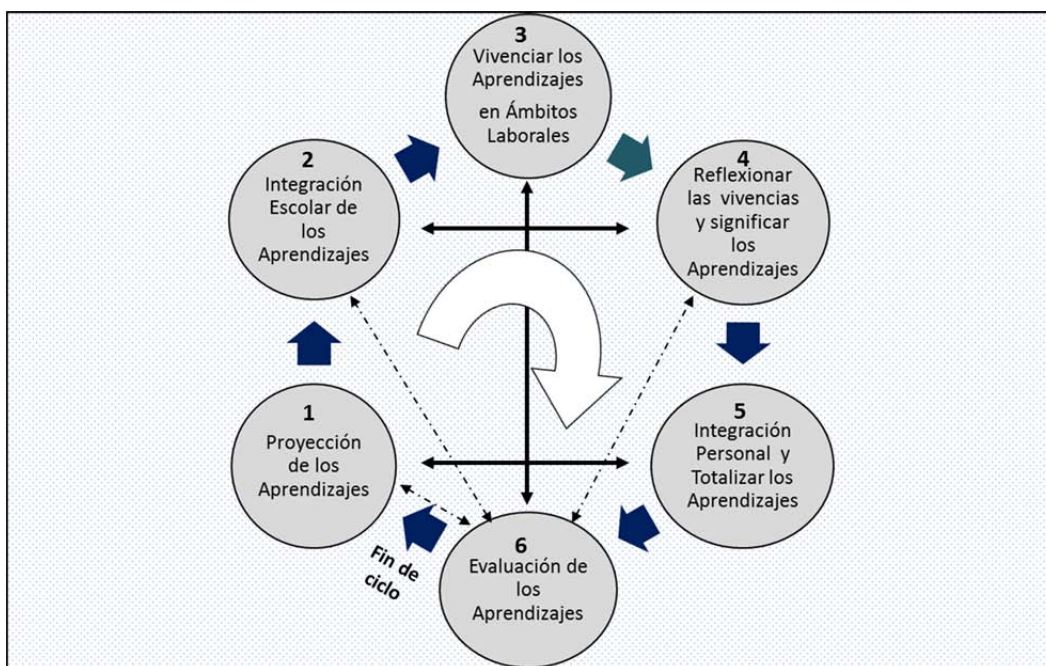 1
Proyección
de los
Aprendizajes
2
Integración
Escolar de
los
Aprendizajes
3
Vivenciar los
Aprendizajes
en Ámbitos
Laborales
4
Reflexionar
las vivencias
y significar
los
Aprendizajes
5
Integración
Personal y
Totalizar los
Aprendizajes
6
Evaluación de
los
Aprendizajes
Fin de
ciclo